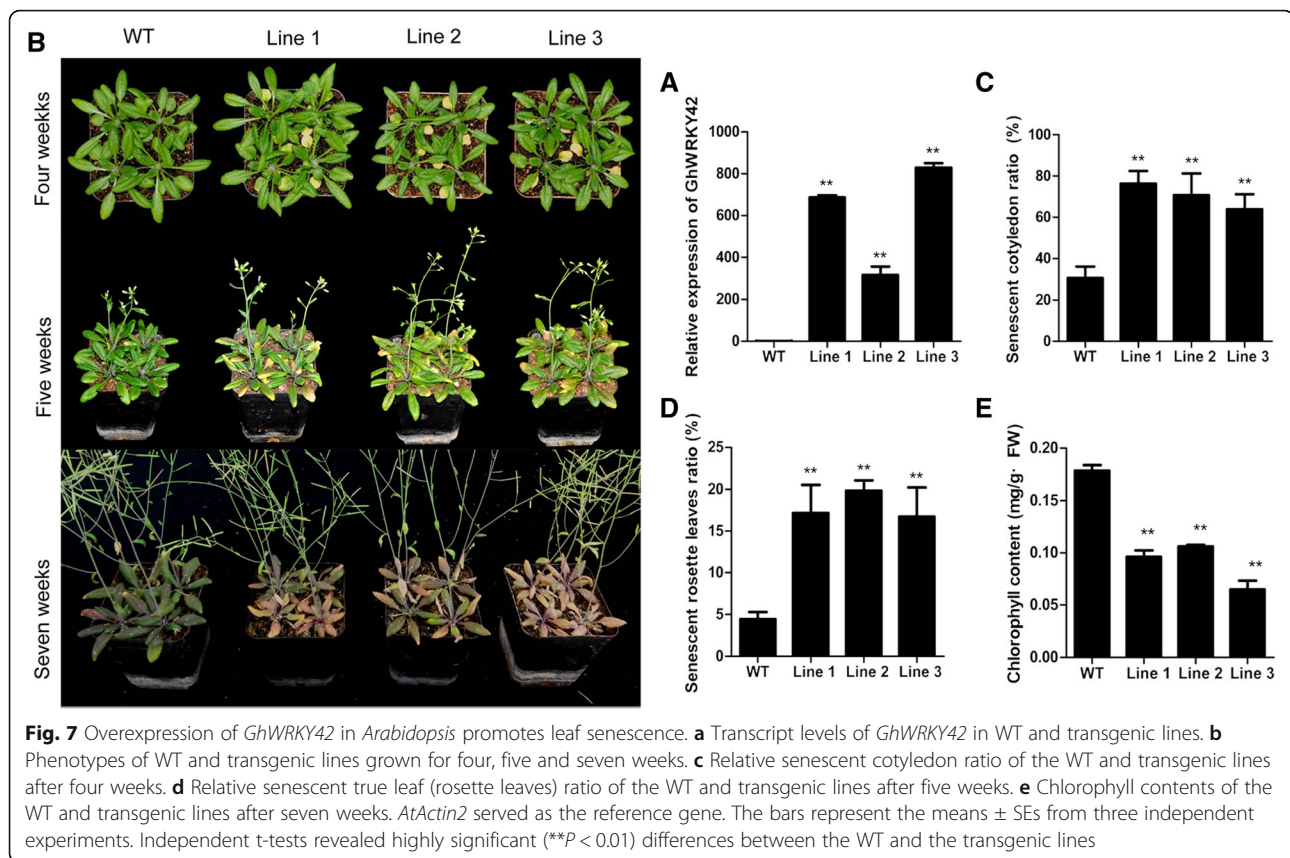 B
WT Line 1 Line 2 Line 3
Four weekks
Five weeks
Seven weeks
A
Relative expression of GhWRKY42
1000
800
600
400
200
0
** ** **
WT Line 1 Line 2 Line 3
C
Senescent cotyledon ratio (%)
100
80
60
40
20
0
** ** **
WT Line 1 Line 2 Line 3
D
Senescent rosette leaves ratio (%)
25
20
15
10
5
0
** ** **
WT Line 1 Line 2 Line 3
E
Chlorophyll content (mg/g· FW)
0.20
0.15
0.10
0.05
0.00
** ** **
WT Line 1 Line 2 Line 3
Fig. 7 Overexpression of GhWRKY42 in Arabidopsis promotes leaf senescence. a Transcript levels of GhWRKY42 in WT and transgenic lines. b
Phenotypes of WT and transgenic lines grown for four, five and seven weeks. c Relative senescent cotyledon ratio of the WT and transgenic lines
after four weeks. d Relative senescent true leaf (rosette leaves) ratio of the WT and transgenic lines after five weeks. e Chlorophyll contents of the
WT and transgenic lines after seven weeks. AtActin2 served as the reference gene. The bars represent the means ± SEs from three independent
experiments. Independent t-tests revealed highly significant (**P < 0.01) differences between the WT and the transgenic lines